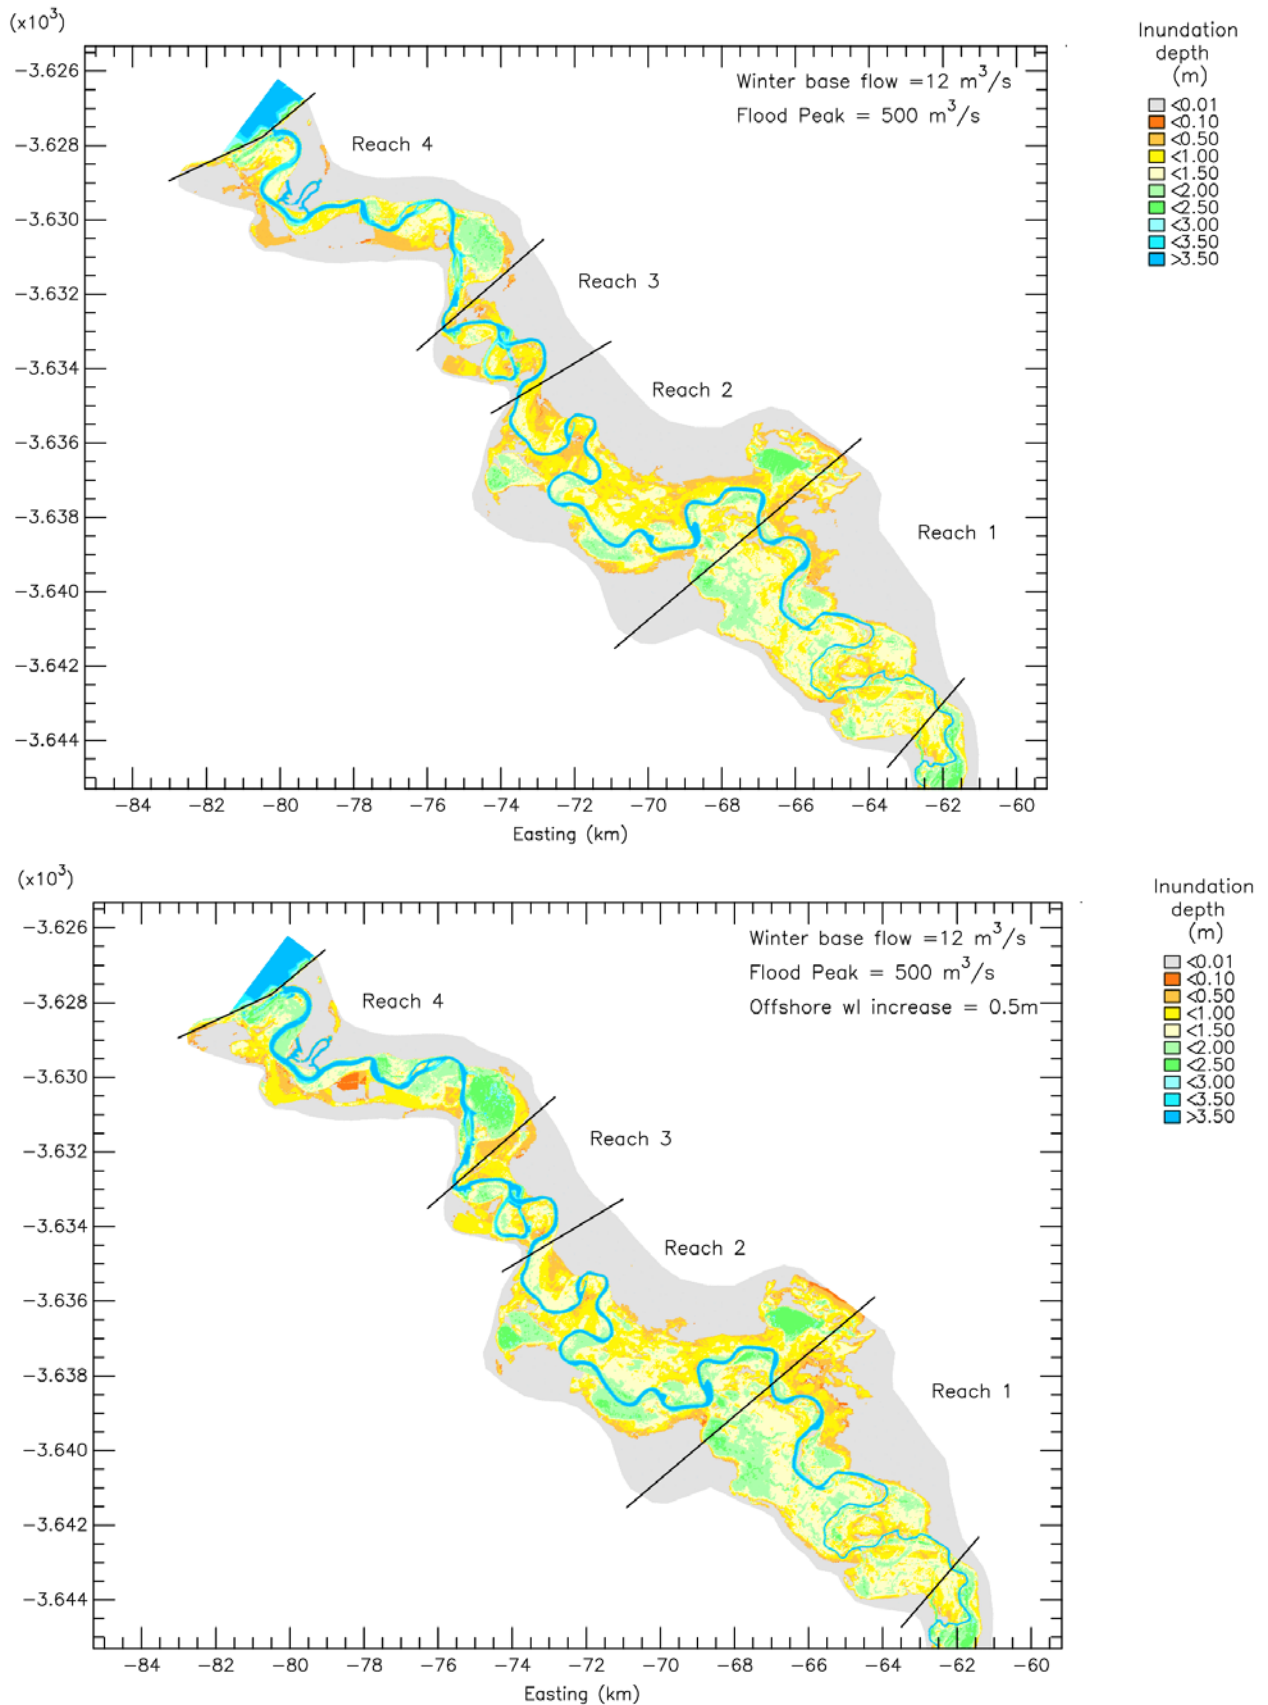 (x10³)
Inundation
depth
(m)
<0.01
<0.10
<0.50
<1.00
<1.50
<2.00
<2.50
<3.00
<3.50
>3.50
Winter base flow =12 m³/s
Flood Peak = 500 m³/s
Reach 4
Reach 3
Reach 2
Reach 1
−3.626
−3.628
−3.630
−3.632
−3.634
−3.636
−3.638
−3.640
−3.642
−3.644
−84 −80 −78 −76 −74 −72 −70 −68 −66 −64 −62 −60
Easting (km)
(x10³)
Inundation
depth
(m)
<0.01
<0.10
<0.50
<1.00
<1.50
<2.00
<2.50
<3.00
<3.50
>3.50
Winter base flow =12 m³/s
Flood Peak = 500 m³/s
Offshore wl increase = 0.5m
Reach 4
Reach 3
Reach 2
Reach 1
−3.626
−3.628
−3.630
−3.632
−3.634
−3.636
−3.638
−3.640
−3.642
−3.644
−84 −80 −78 −76 −74 −72 −70 −68 −66 −64 −62 −60
Easting (km)